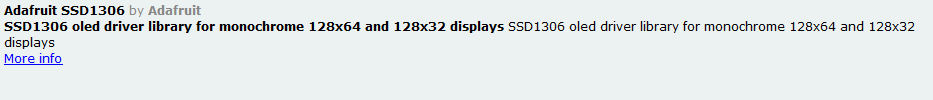 Adafruit SSD1306 by Adafruit
SSD1306 oled driver library for monochrome 128x64 and 128x32 displays SSD1306 oled driver library for monochrome 128x64 and 128x32
displays
More info